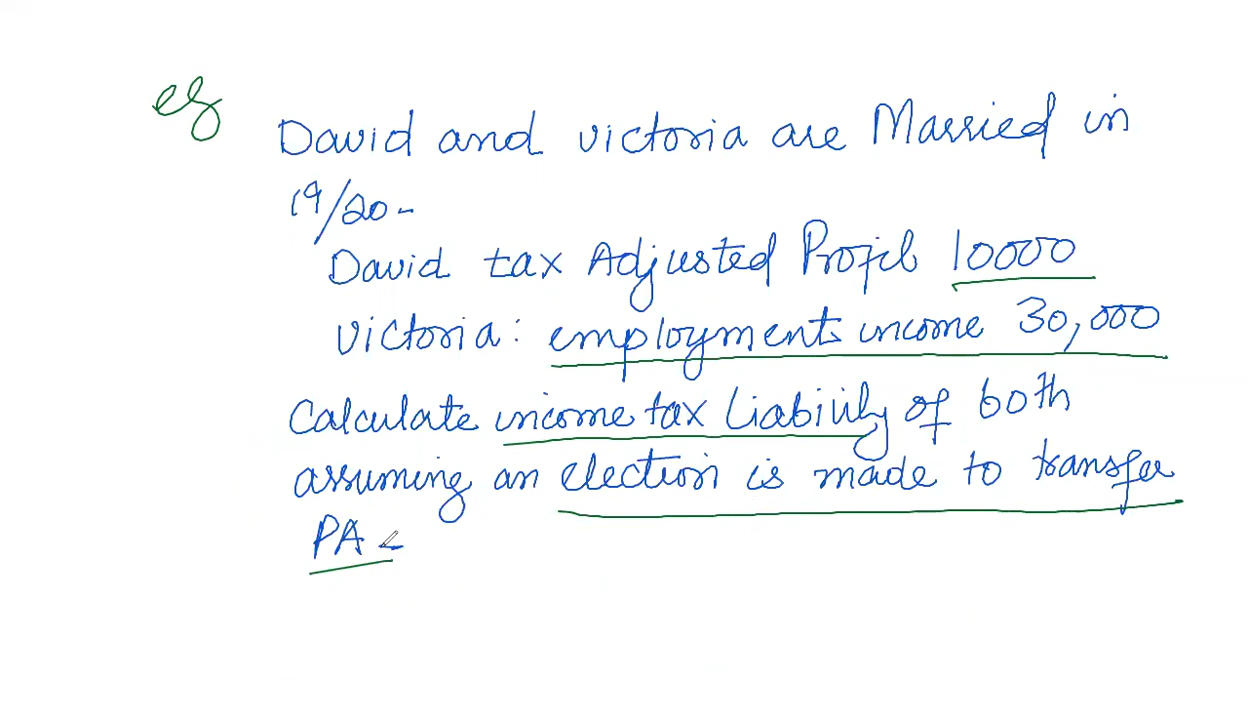 eg
David and victoria are Married in
19/20-
David tax Adjusted Profit 10000
victoria: employment income 30,000
Calculate income tax Liability of both
assuming an election is made to transfer
PA